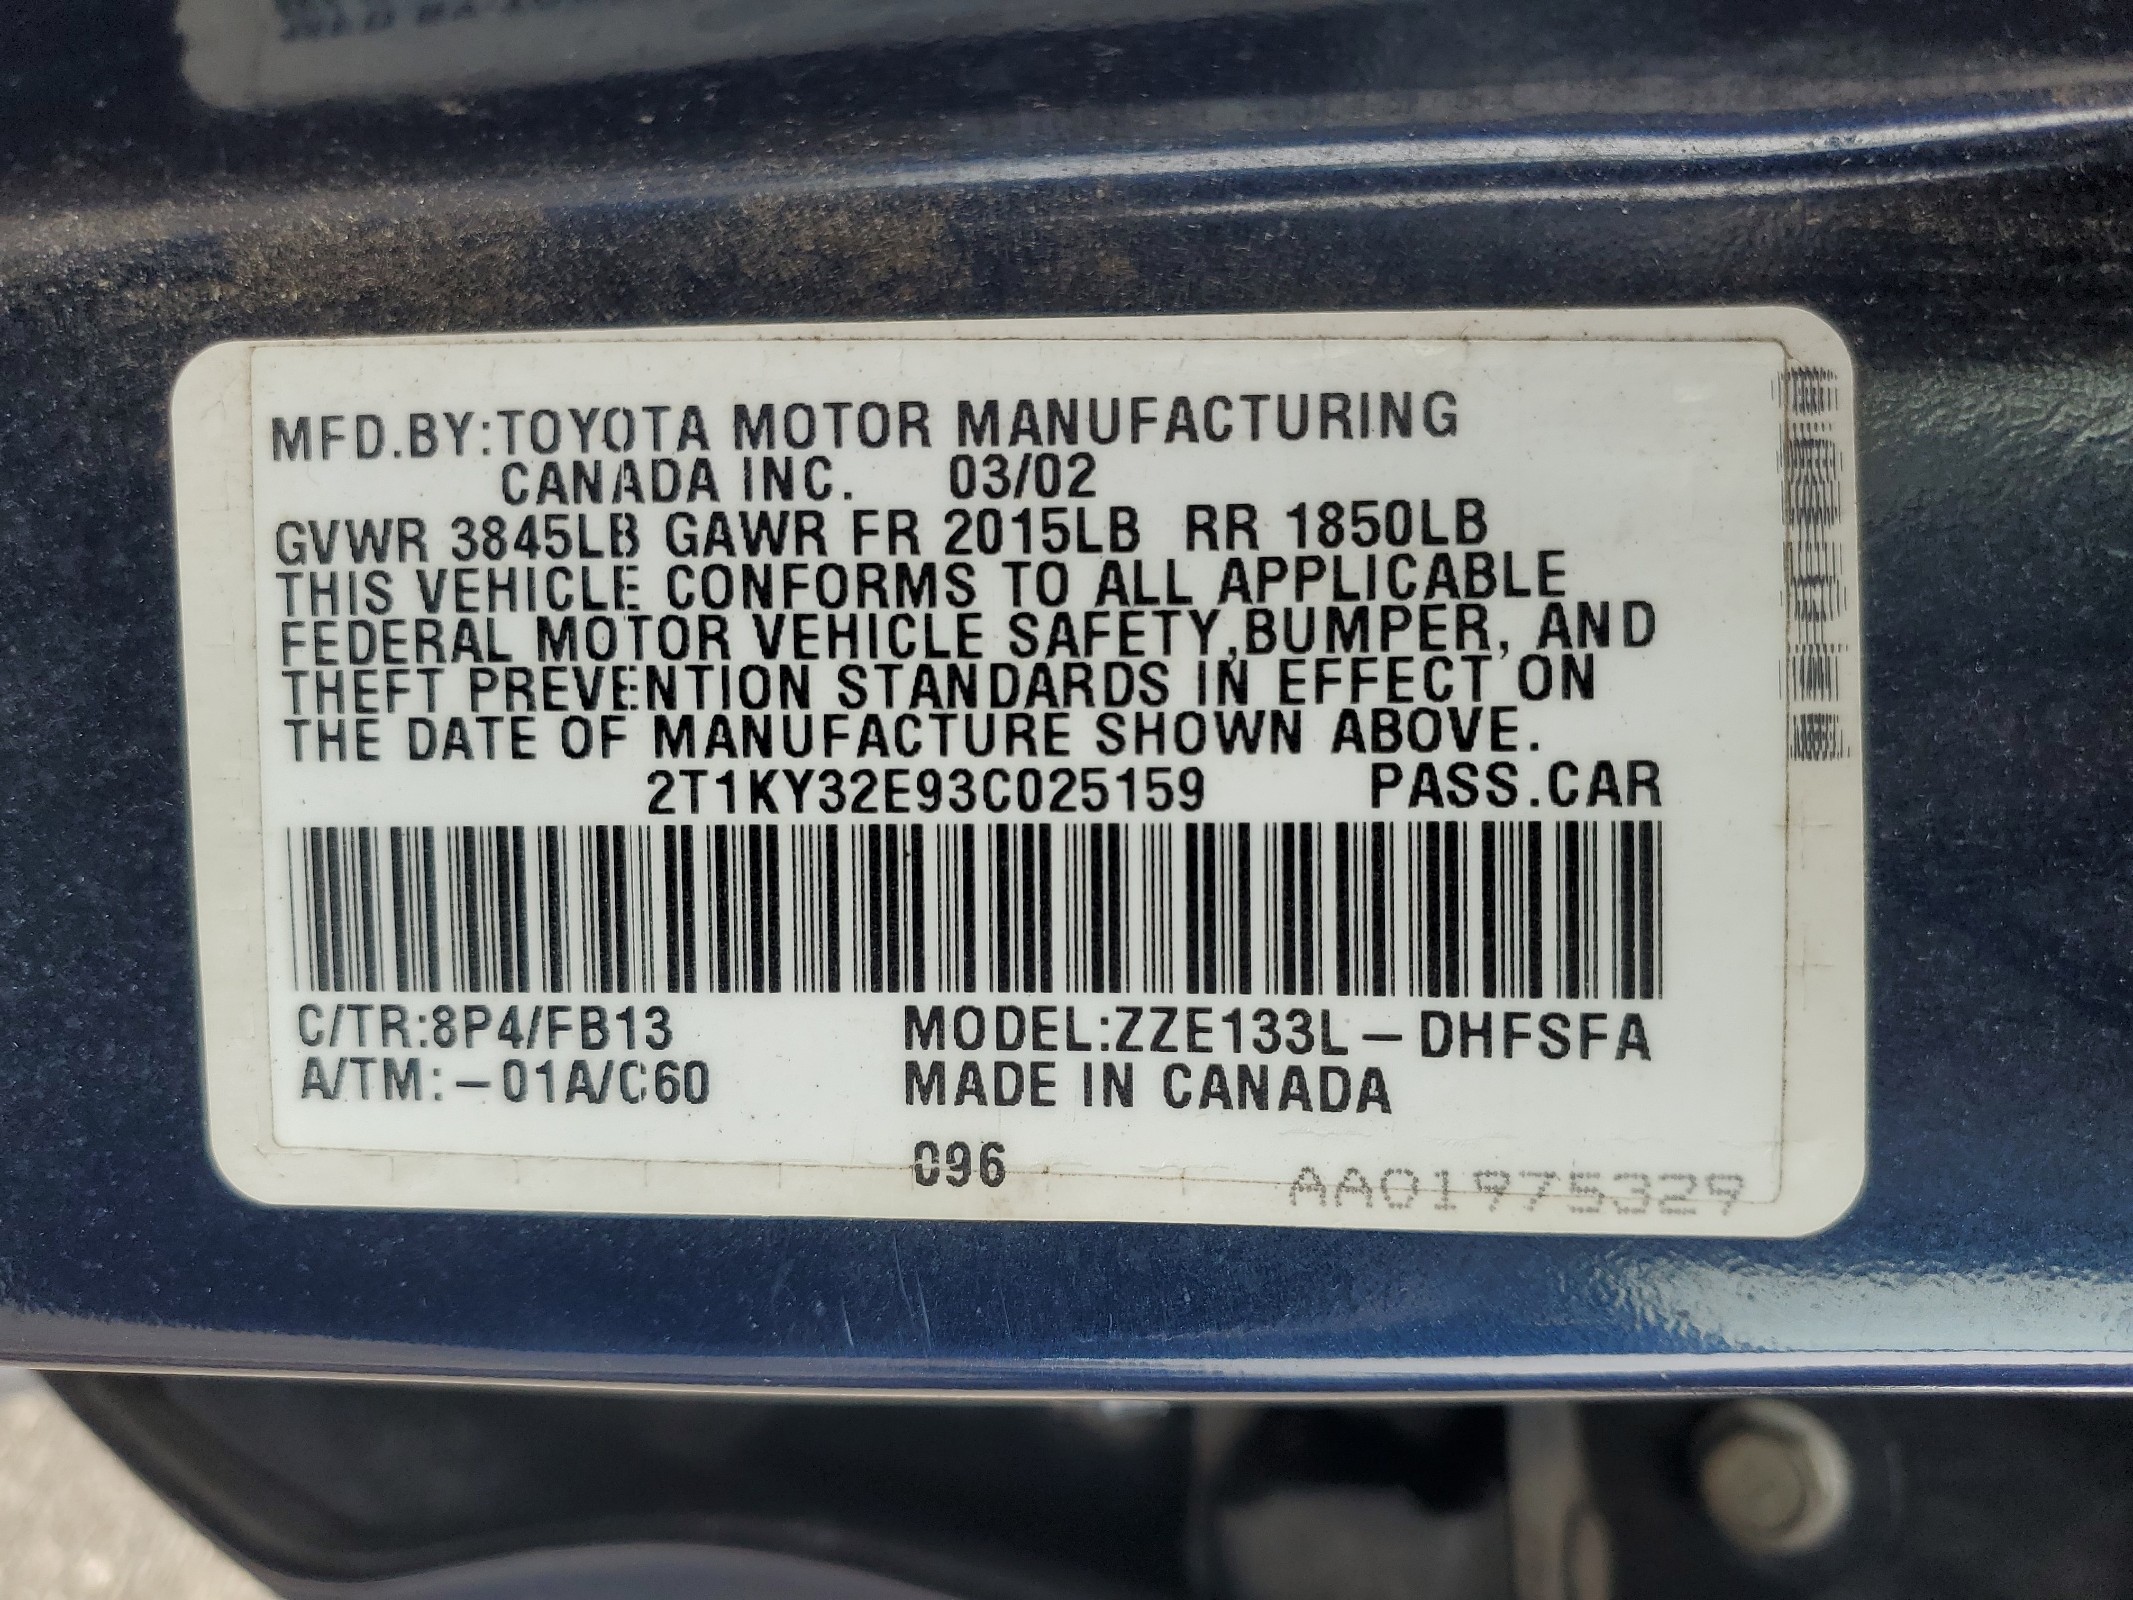 MFD.BY:TOYOTA MOTOR MANUFACTURING
CANADA INC. 03/02
GVWR 3845LB GAWR FR 2015LB RR 1850LB
THIS VEHICLE CONFORMS TO ALL APPLICABLE
FEDERAL MOTOR VEHICLE SAFETY,BUMPER, AND
THEFT PREVENTION STANDARDS IN EFFECT ON
THE DATE OF MANUFACTURE SHOWN ABOVE.
2T1KY32E93C025159 PASS.CAR
C/TR:8P4/FB13 MODEL:ZZE133L-DHFSFA
A/TM:-01A/C60 MADE IN CANADA
096
AA01975329